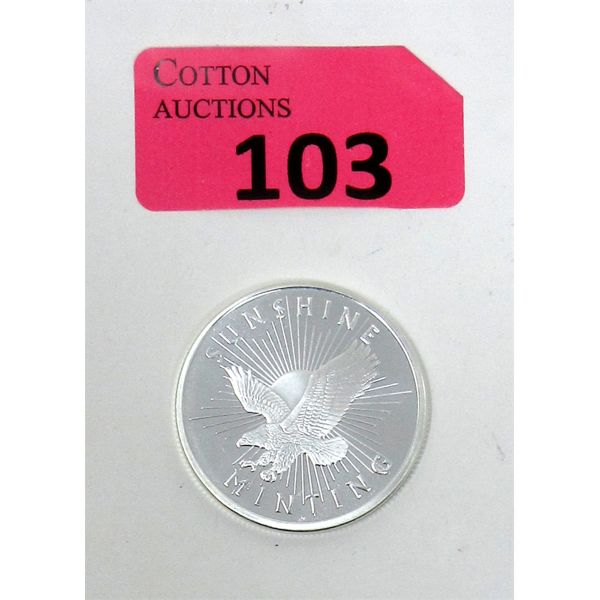 COTTON
AUCTIONS
103
SUNSHINE
MINTING